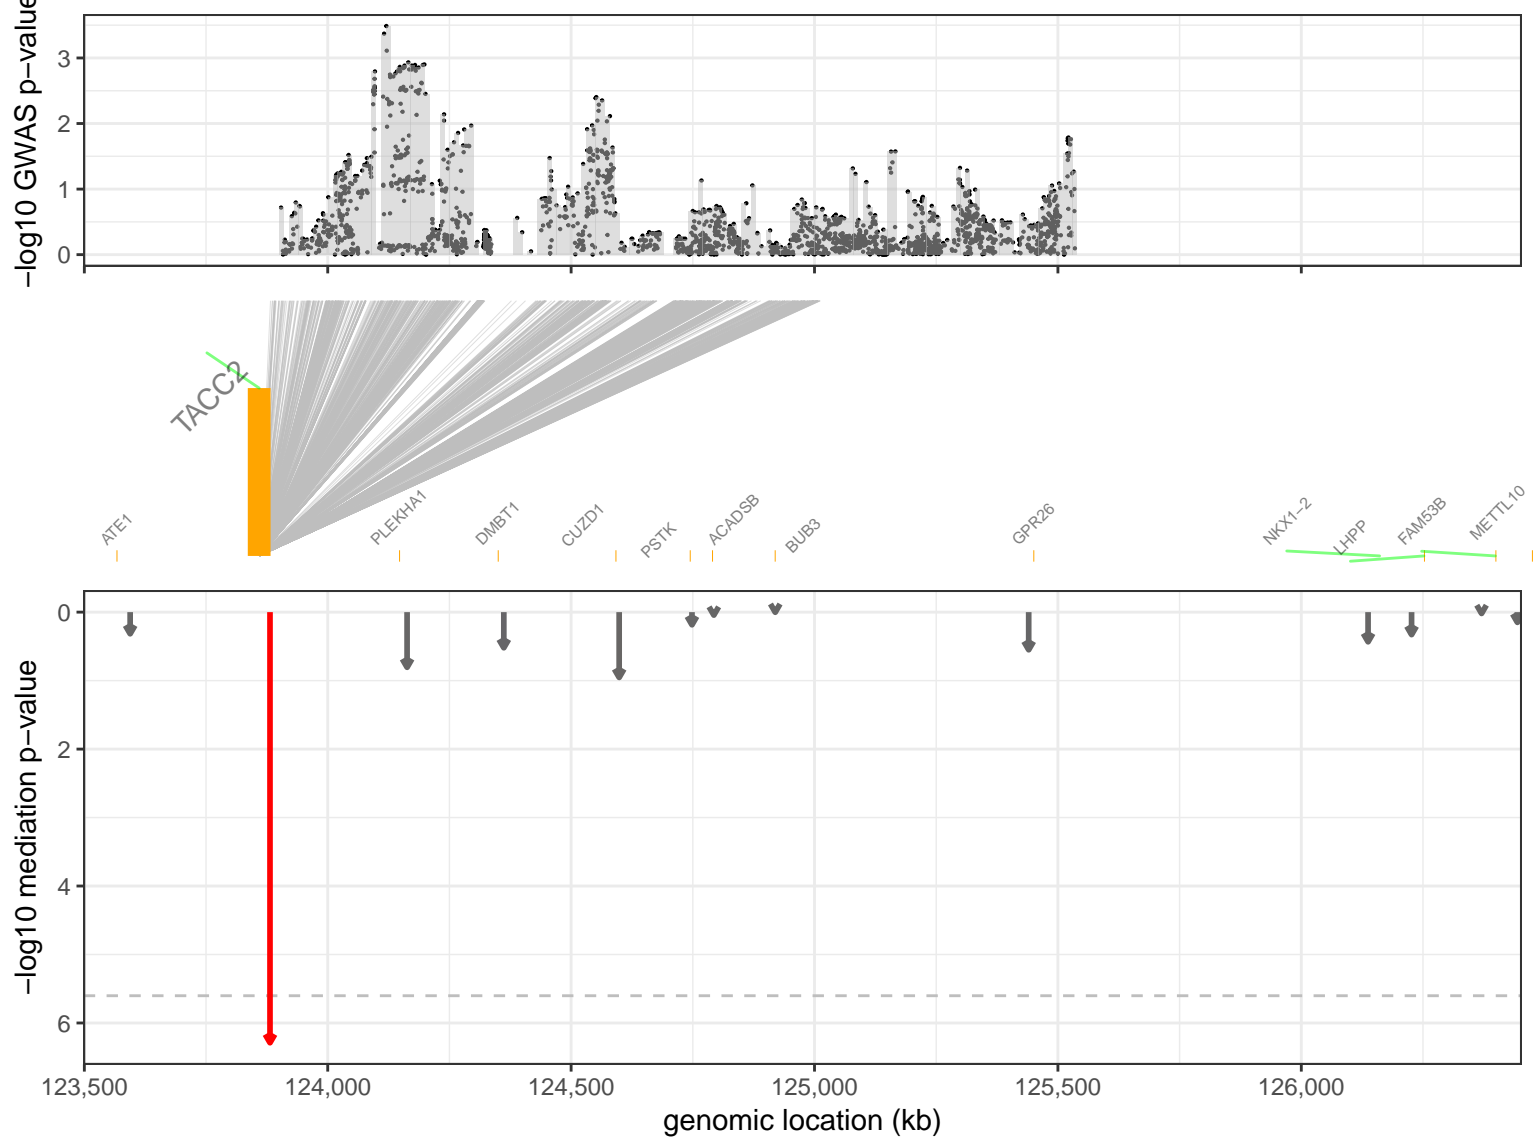 −log10 GWAS p−value
3
2
1
0
TACC2
ATE1
PLEKHA1
DMBT1
CUZD1
PSTK
ACADSB
BUB3
GPR26
NKX1−2
LHPP
FAM53B
METTL10
−log10 mediation p−value
0
2
4
6
123,500
124,000
124,500
125,000
125,500
126,000
genomic location (kb)